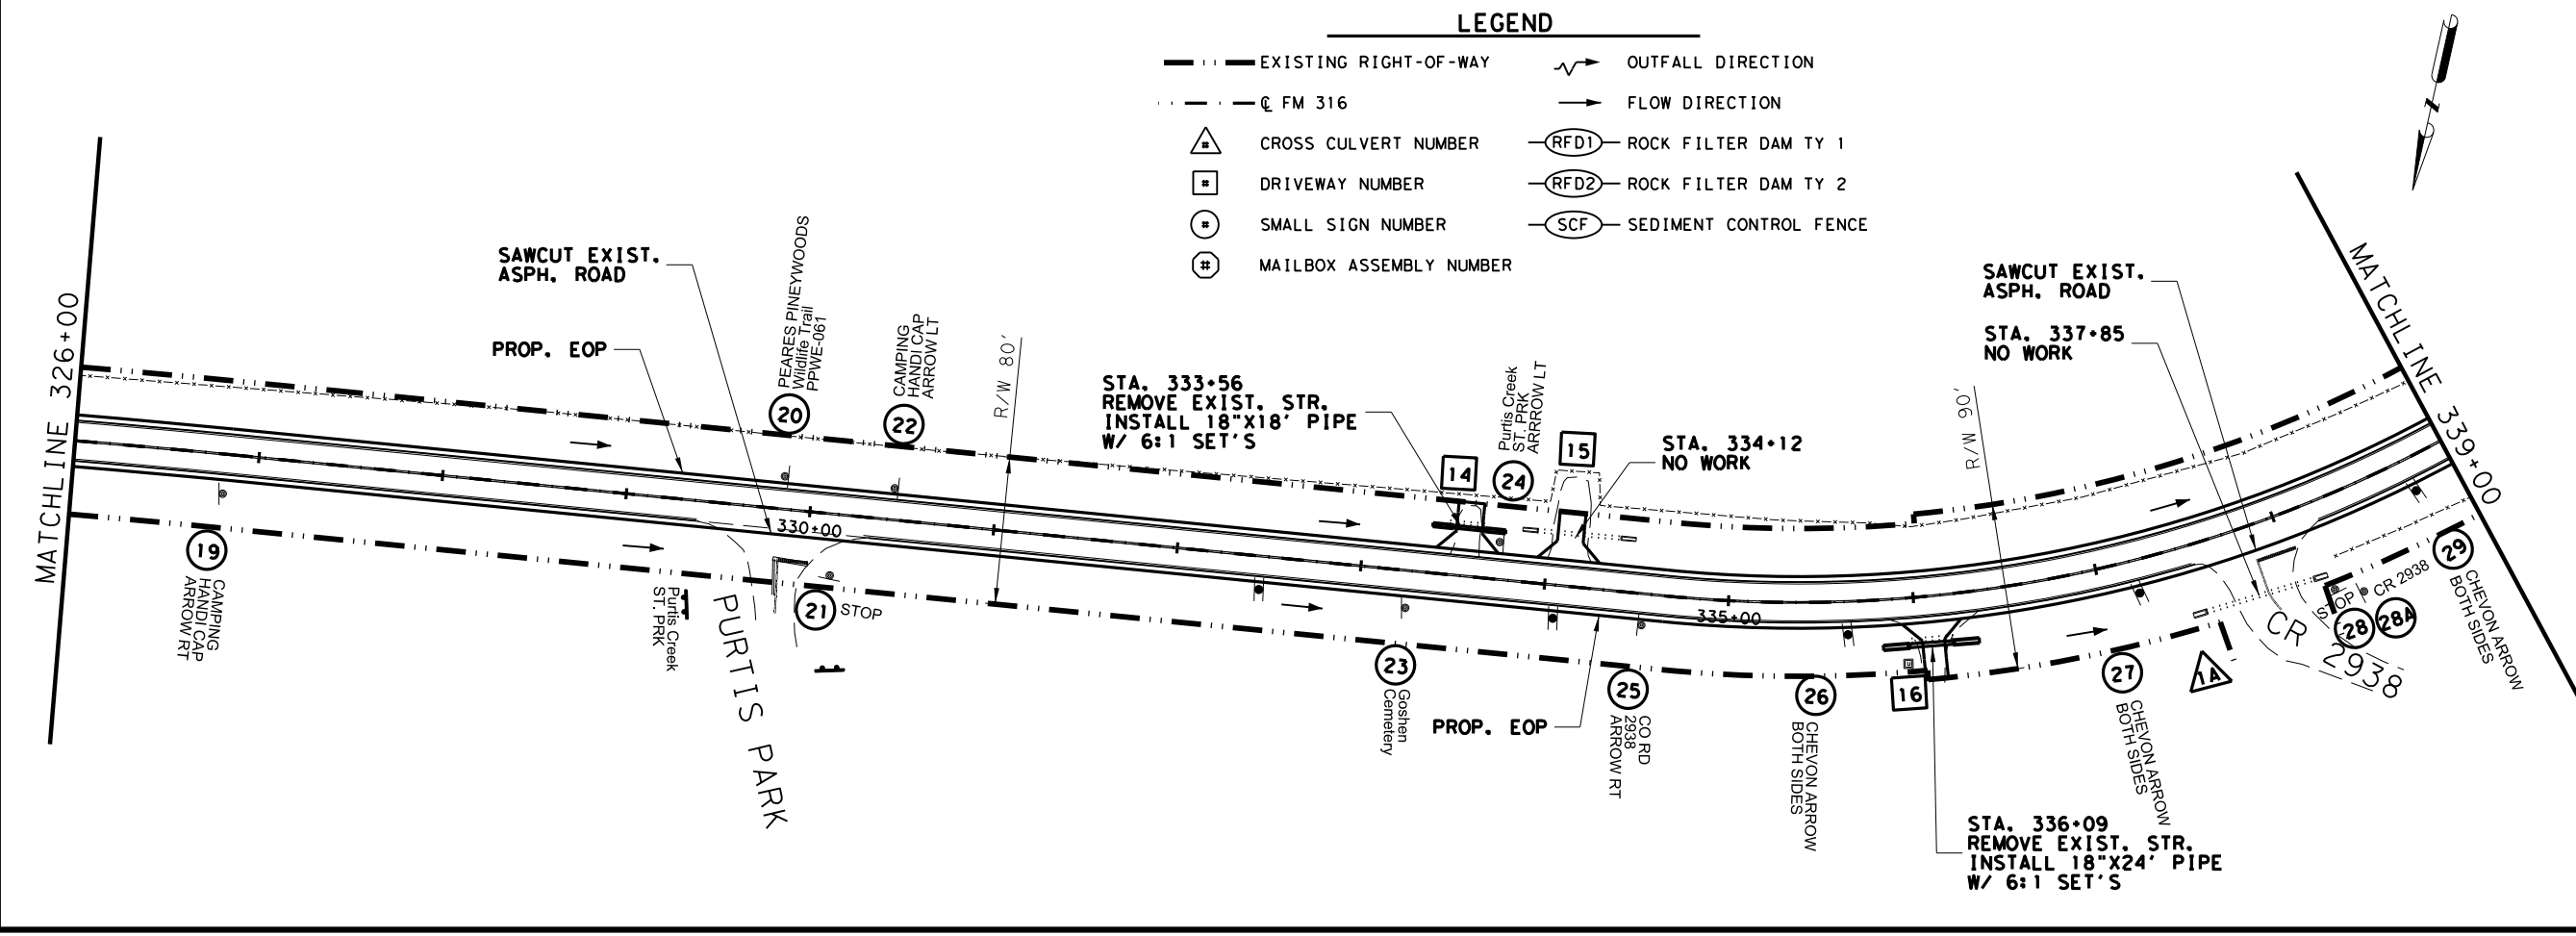 LEGEND
EXISTING RIGHT-OF-WAY
℄ FM 316
# CROSS CULVERT NUMBER
# DRIVEWAY NUMBER
# SMALL SIGN NUMBER
# MAILBOX ASSEMBLY NUMBER
OUTFALL DIRECTION
FLOW DIRECTION
RFD1 ROCK FILTER DAM TY 1
RFD2 ROCK FILTER DAM TY 2
SCF SEDIMENT CONTROL FENCE
Z
MATCHLINE 326+00
SAWCUT EXIST.
ASPH. ROAD
PROP. EOP
PEARES PINEYWOODS
Wildlife Trail
PPWE-061
20
CAMPING
HANDI CAP
ARROW LT
22
R/W 80'
STA. 333+56
REMOVE EXIST. STR.
INSTALL 18"X18' PIPE
W/ 6:1 SET'S
14
Purtis Creek
ST. PRK
ARRROW LT
24
15
STA. 334+12
NO WORK
R/W 90'
SAWCUT EXIST.
ASPH. ROAD
STA. 337+85
NO WORK
MATCHLINE 339+00
330+00
335+00
19
CAMPING
HANDI CAP
ARROW RT
Purtis Creek
ST. PRK
PURTIS PARK
21
STOP
23
Goshen
Cemetery
PROP. EOP
25
CO RD
2938
ARROW RT
26
CHEVON ARROW
BOTH SIDES
16
STA. 336+09
REMOVE EXIST. STR.
INSTALL 18"X24' PIPE
W/ 6:1 SET'S
27
CHEVON ARROW
BOTH SIDES
1A
CR 2938
STOP
CR 2938
28
28A
29
CHEVON ARROW
BOTH SIDES